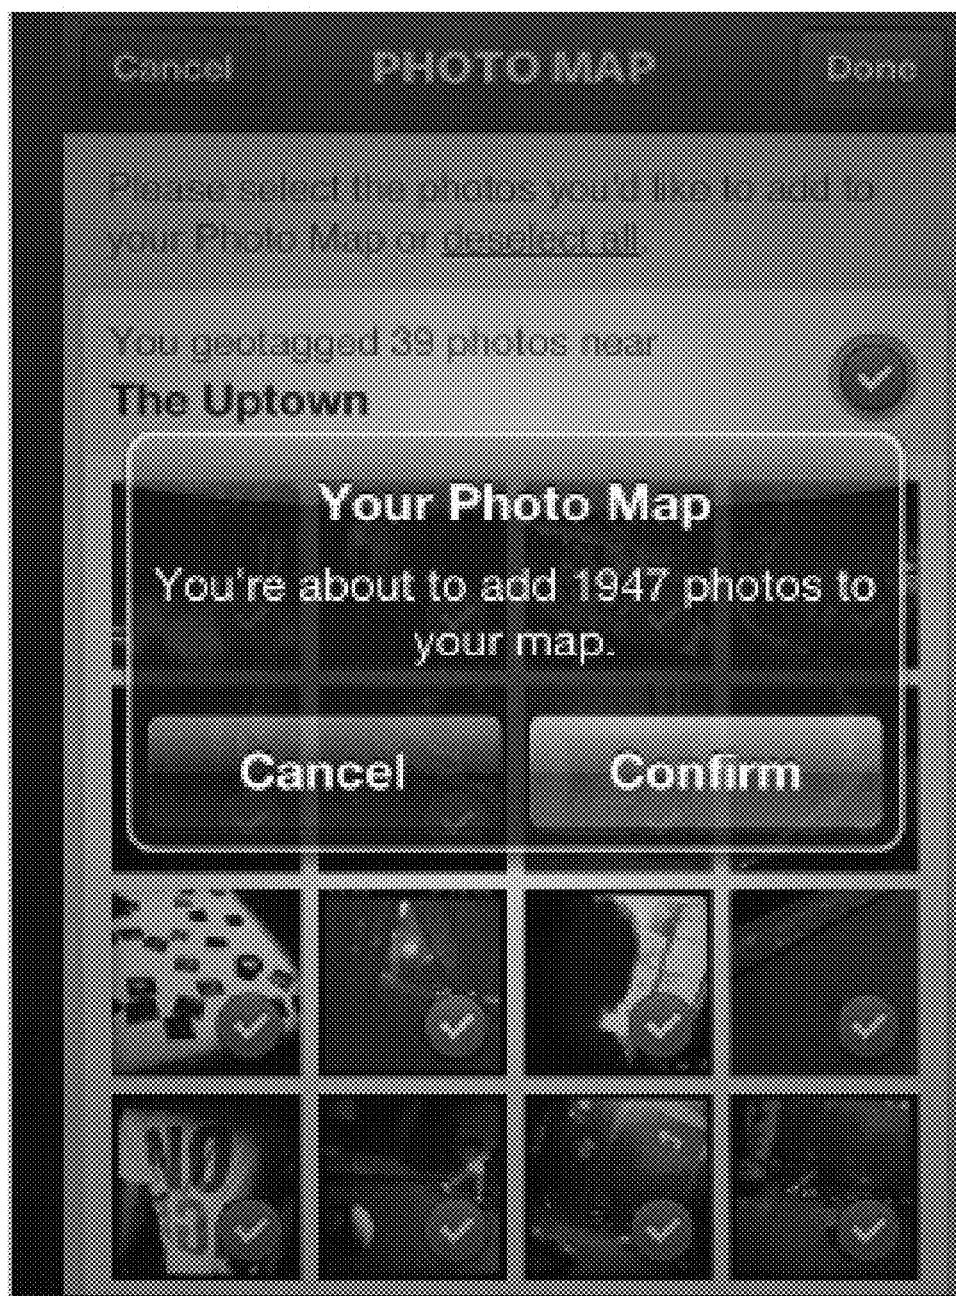 Cancel PHOTO MAP Done
Please select the photos you'd like to add to
your Photo Map or deselect all
You geotagged 39 photos near
The Uptown
Your Photo Map
You're about to add 1947 photos to
your map.
Cancel Confirm